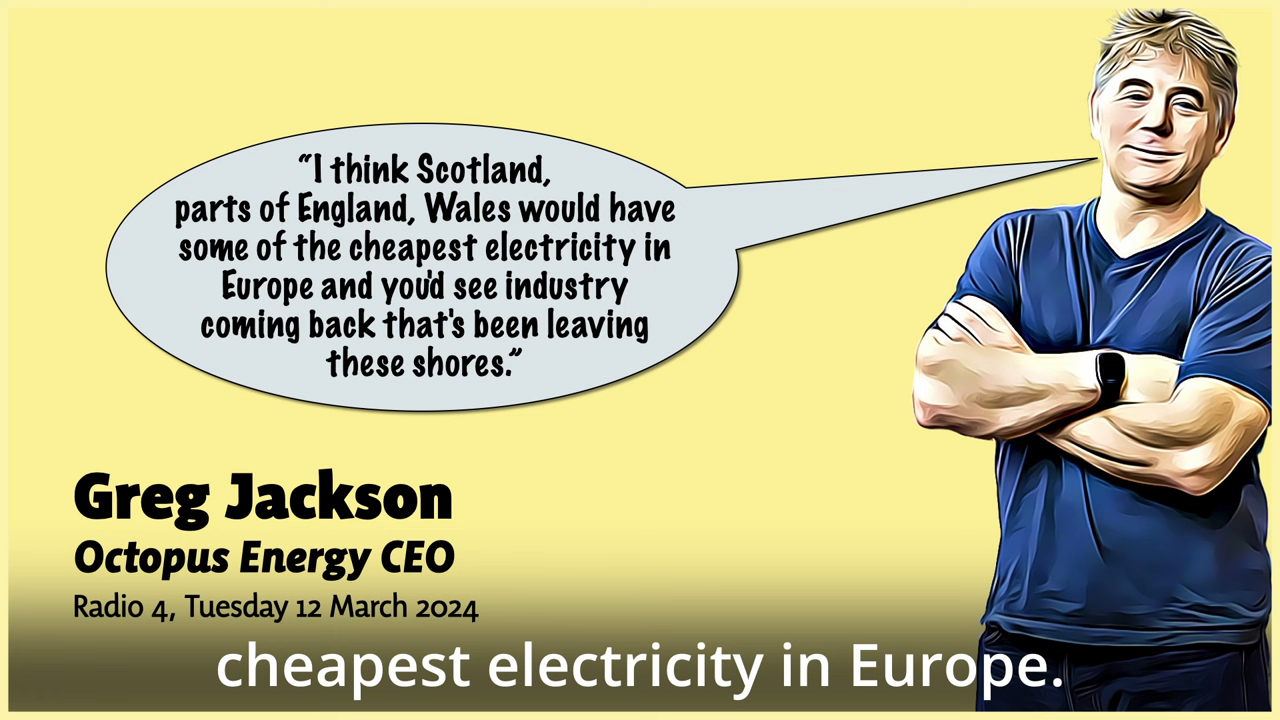 “I think Scotland,
parts of England, Wales would have
some of the cheapest electricity in
Europe and you'd see industry
coming back that's been leaving
these shores.”
Greg Jackson
Octopus Energy CEO
Radio 4, Tuesday 12 March 2024
cheapest electricity in Europe.